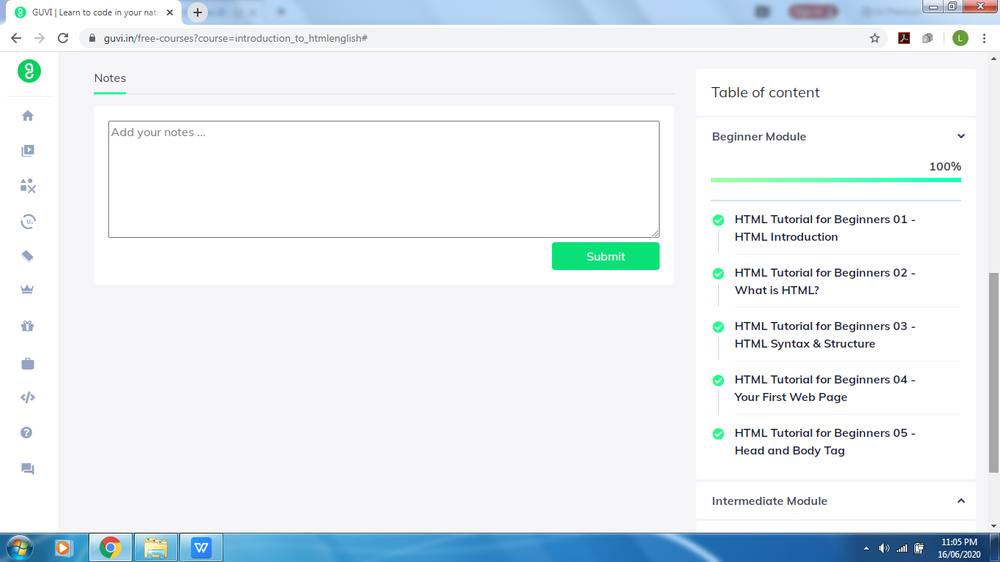 GUVI | Learn to code in your nati
guvi.in/free-courses?course=introduction_to_htmlenglish#
L
Notes
Add your notes ...
Submit
Table of content
Beginner Module
100%
HTML Tutorial for Beginners 01 -
HTML Introduction
HTML Tutorial for Beginners 02 -
What is HTML?
HTML Tutorial for Beginners 03 -
HTML Syntax & Structure
HTML Tutorial for Beginners 04 -
Your First Web Page
HTML Tutorial for Beginners 05 -
Head and Body Tag
Intermediate Module
11:05 PM
16/06/2020